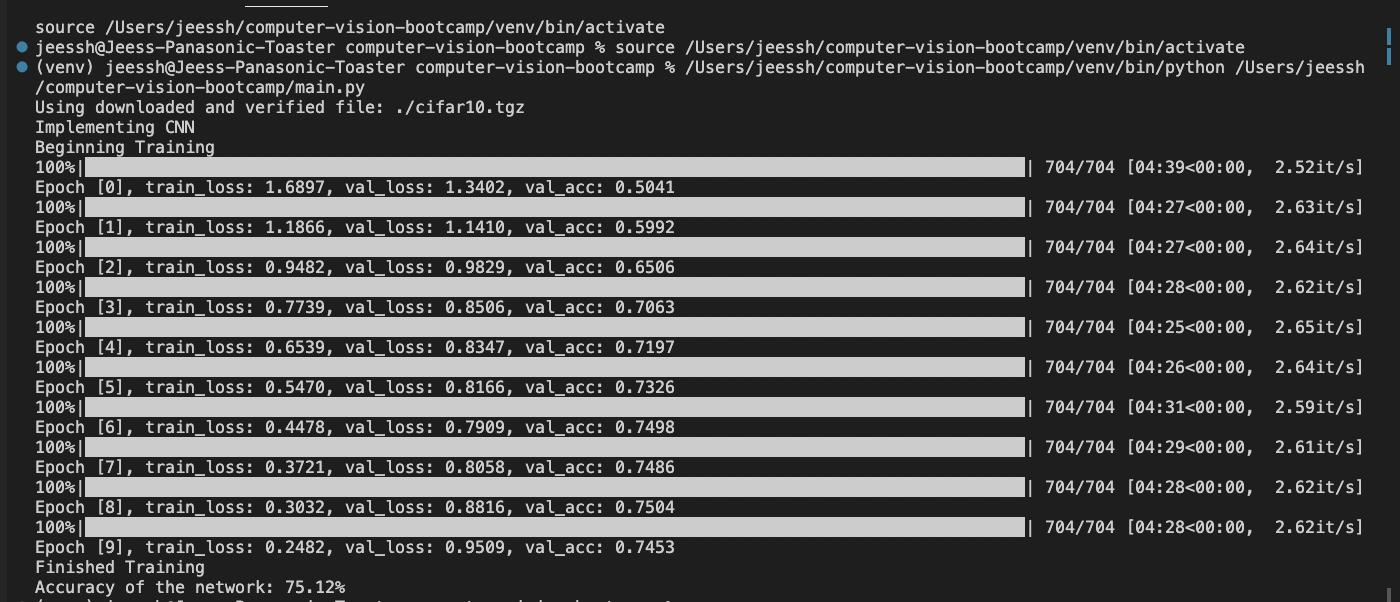 source /Users/jeessh/computer-vision-bootcamp/venv/bin/activate
jeessh@Jeess-Panasonic-Toaster computer-vision-bootcamp % source /Users/jeessh/computer-vision-bootcamp/venv/bin/activate
(venv) jeessh@Jeess-Panasonic-Toaster computer-vision-bootcamp % /Users/jeessh/computer-vision-bootcamp/venv/bin/python /Users/jeessh
/computer-vision-bootcamp/main.py
Using downloaded and verified file: ./cifar10.tgz
Implementing CNN
Beginning Training
100%| | 704/704 [04:39<00:00, 2.52it/s]
Epoch [0], train_loss: 1.6897, val_loss: 1.3402, val_acc: 0.5041
100%| | 704/704 [04:27<00:00, 2.63it/s]
Epoch [1], train_loss: 1.1866, val_loss: 1.1410, val_acc: 0.5992
100%| | 704/704 [04:27<00:00, 2.64it/s]
Epoch [2], train_loss: 0.9482, val_loss: 0.9829, val_acc: 0.6506
100%| | 704/704 [04:28<00:00, 2.62it/s]
Epoch [3], train_loss: 0.7739, val_loss: 0.8506, val_acc: 0.7063
100%| | 704/704 [04:25<00:00, 2.65it/s]
Epoch [4], train_loss: 0.6539, val_loss: 0.8347, val_acc: 0.7197
100%| | 704/704 [04:26<00:00, 2.64it/s]
Epoch [5], train_loss: 0.5470, val_loss: 0.8166, val_acc: 0.7326
100%| | 704/704 [04:31<00:00, 2.59it/s]
Epoch [6], train_loss: 0.4478, val_loss: 0.7909, val_acc: 0.7498
100%| | 704/704 [04:29<00:00, 2.61it/s]
Epoch [7], train_loss: 0.3721, val_loss: 0.8058, val_acc: 0.7486
100%| | 704/704 [04:28<00:00, 2.62it/s]
Epoch [8], train_loss: 0.3032, val_loss: 0.8816, val_acc: 0.7504
100%| | 704/704 [04:28<00:00, 2.62it/s]
Epoch [9], train_loss: 0.2482, val_loss: 0.9509, val_acc: 0.7453
Finished Training
Accuracy of the network: 75.12%